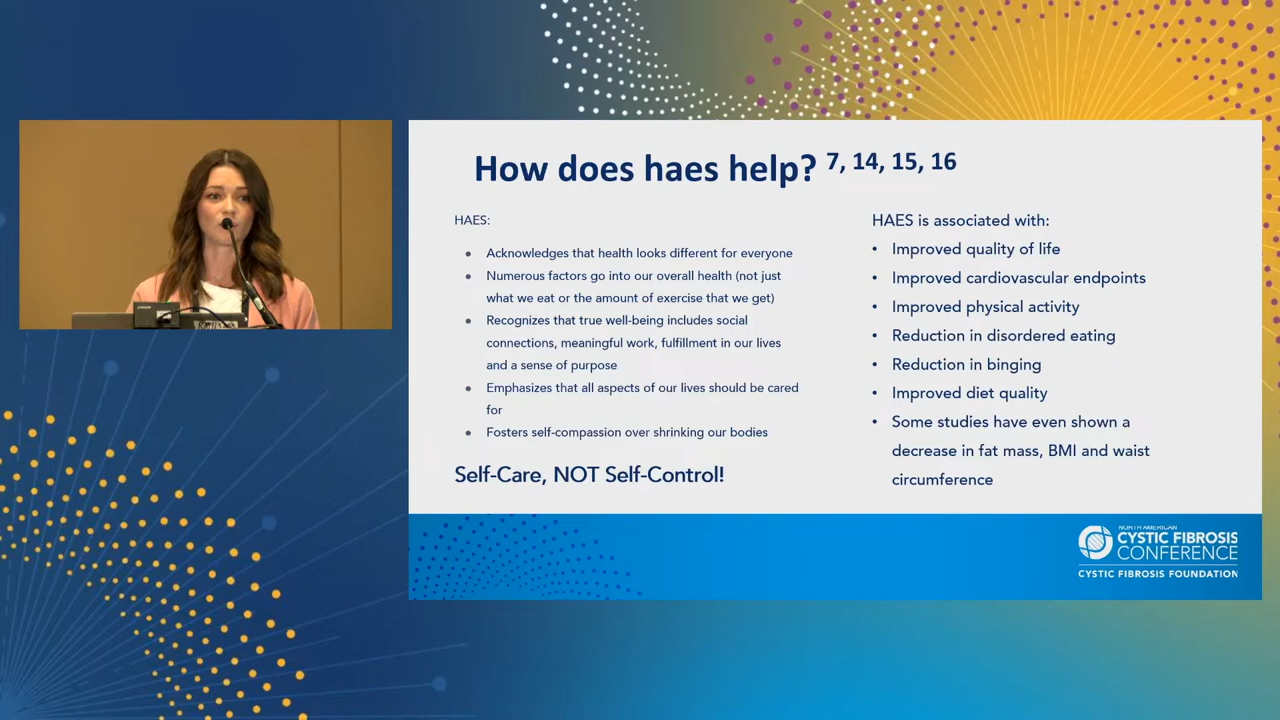 How does haes help? 7, 14, 15, 16
HAES:
• Acknowledges that health looks different for everyone
• Numerous factors go into our overall health (not just
what we eat or the amount of exercise that we get)
• Recognizes that true well-being includes social
connections, meaningful work, fulfillment in our lives
and a sense of purpose
• Emphasizes that all aspects of our lives should be cared
for
• Fosters self-compassion over shrinking our bodies
Self-Care, NOT Self-Control!
HAES is associated with:
• Improved quality of life
• Improved cardiovascular endpoints
• Improved physical activity
• Reduction in disordered eating
• Reduction in binging
• Improved diet quality
• Some studies have even shown a
decrease in fat mass, BMI and waist
circumference
NORTH AMERICAN
CYSTIC FIBROSIS
CONFERENCE
CYSTIC FIBROSIS FOUNDATION